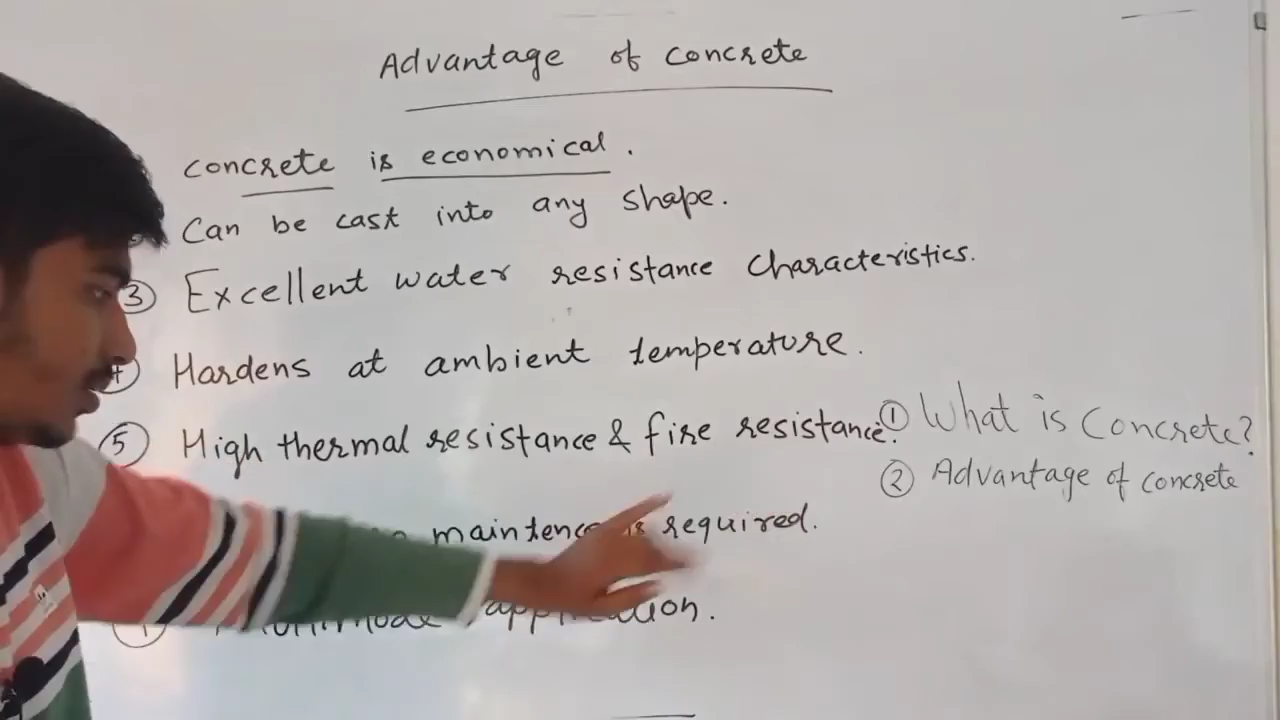 Advantage of concrete
concrete is economical.
Can be cast into any shape.
③ Excellent water resistance characteristics.
Hardens at ambient temperature.
⑤ High thermal resistance & fire resistance.
is required.
① What is Concrete?
② Advantage of concrete